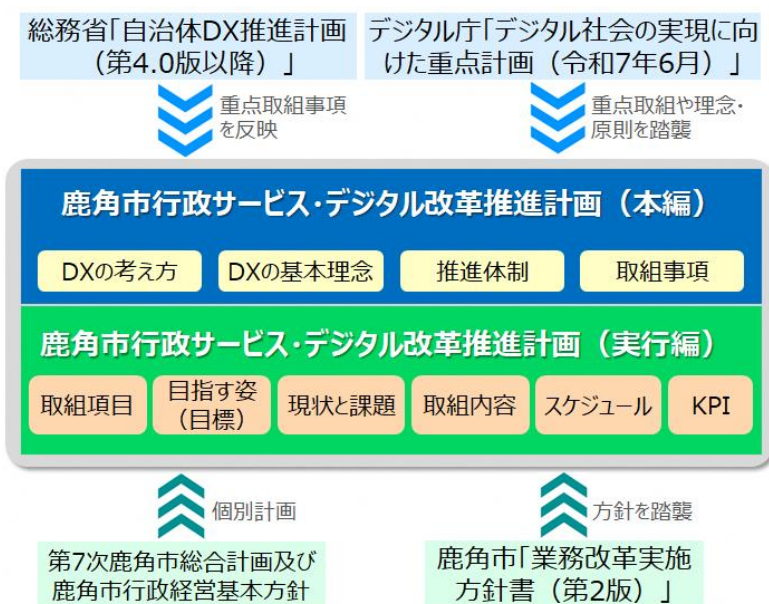 総務省「自治体DX推進計画
（第4.0版以降）」
デジタル庁「デジタル社会の実現に向
けた重点計画（令和7年6月）」
重点取組事項
を反映
重点取組や理念・
原則を踏襲
鹿角市行政サービス・デジタル改革推進計画（本編）
DXの考え方
DXの基本理念
推進体制
取組事項
鹿角市行政サービス・デジタル改革推進計画（実行編）
取組項目
目指す姿
（目標）
現状と課題
取組内容
スケジュール
KPI
個別計画
方針を踏襲
第7次鹿角市総合計画及び
鹿角市行政経営基本方針
鹿角市「業務改革実施
方針書（第2版）」